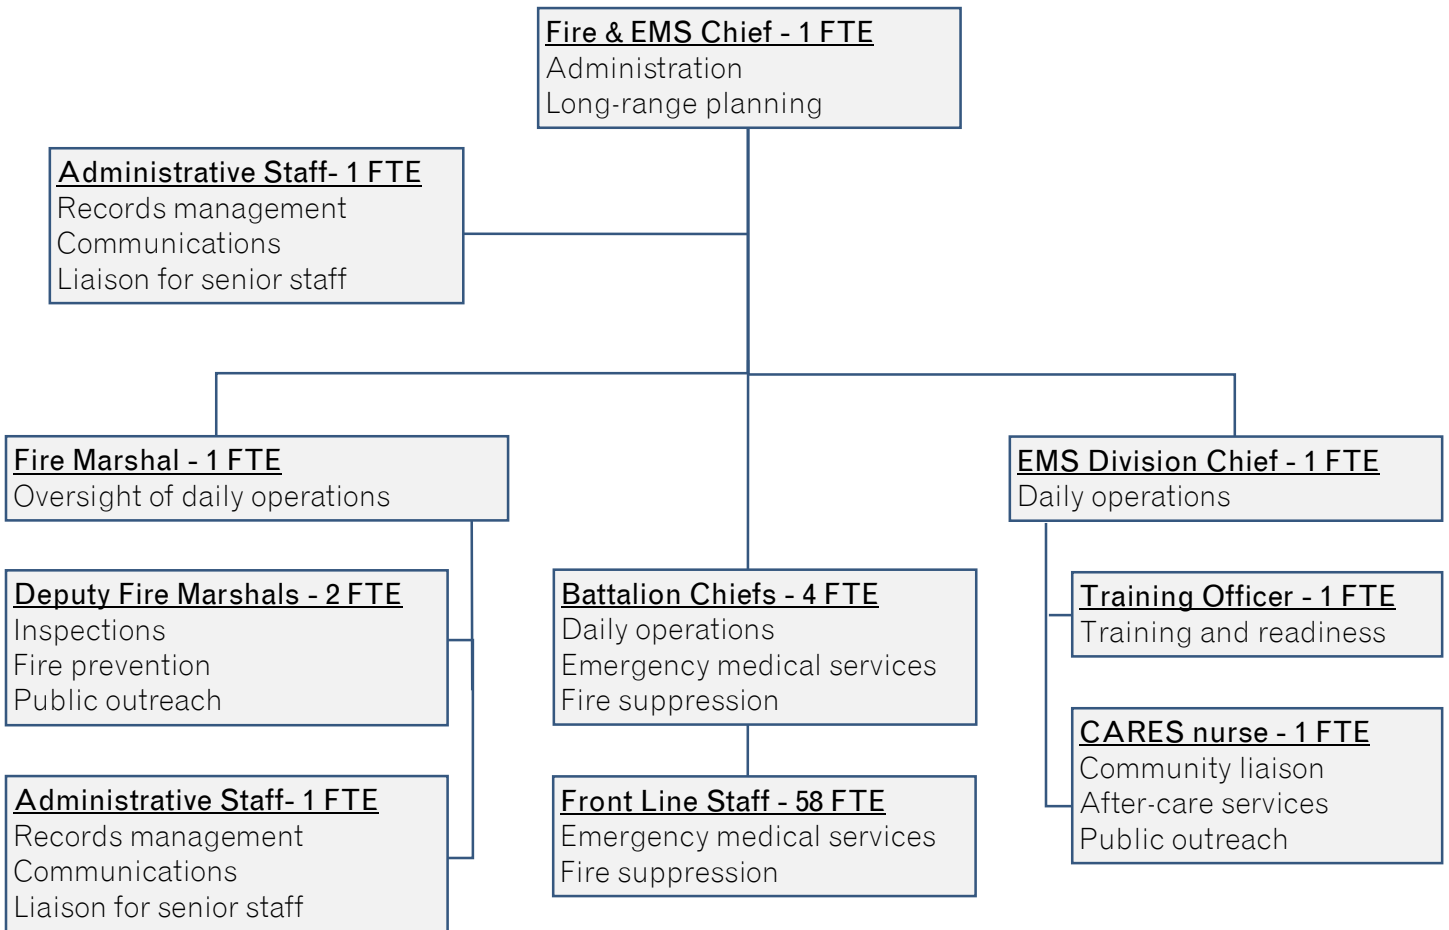 Fire & EMS Chief - 1 FTE
Administration
Long-range planning
Administrative Staff- 1 FTE
Records management
Communications
Liaison for senior staff
Fire Marshal - 1 FTE
Oversight of daily operations
Deputy Fire Marshals - 2 FTE
Inspections
Fire prevention
Public outreach
Administrative Staff- 1 FTE
Records management
Communications
Liaison for senior staff
Battalion Chiefs - 4 FTE
Daily operations
Emergency medical services
Fire suppression
Front Line Staff - 58 FTE
Emergency medical services
Fire suppression
EMS Division Chief - 1 FTE
Daily operations
Training Officer - 1 FTE
Training and readiness
CARES nurse - 1 FTE
Community liaison
After-care services
Public outreach